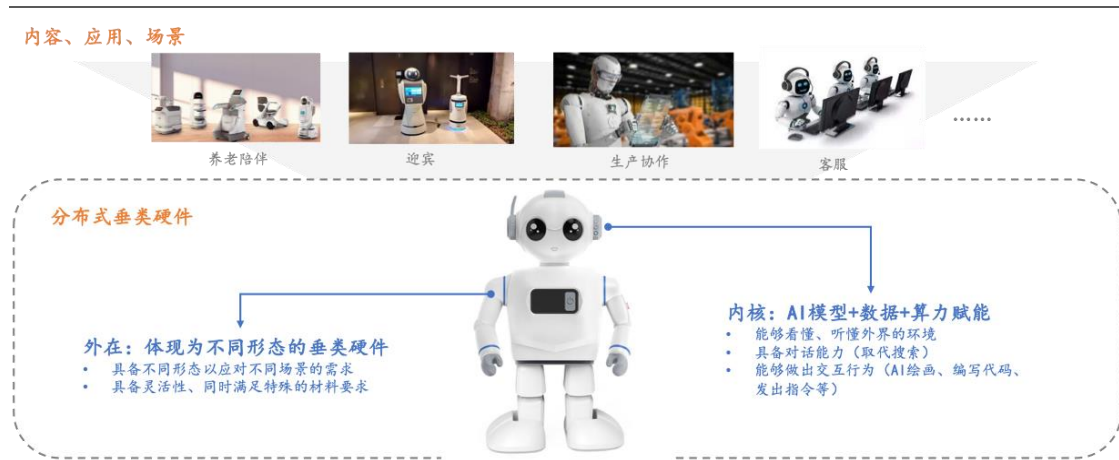 内容、应用、场景
养老陪伴
迎宾
生产协作
客服
……
分布式垂类硬件
外在：体现为不同形态的垂类硬件
• 具备不同形态以应对不同场景的需求
• 具备灵活性、同时满足特殊的材料要求
内核：AI模型+数据+算力赋能
• 能够看懂、听懂外界的环境
• 具备对话能力（取代搜索）
• 能够做出交互行为（AI绘画、编写代码、
发出指令等）